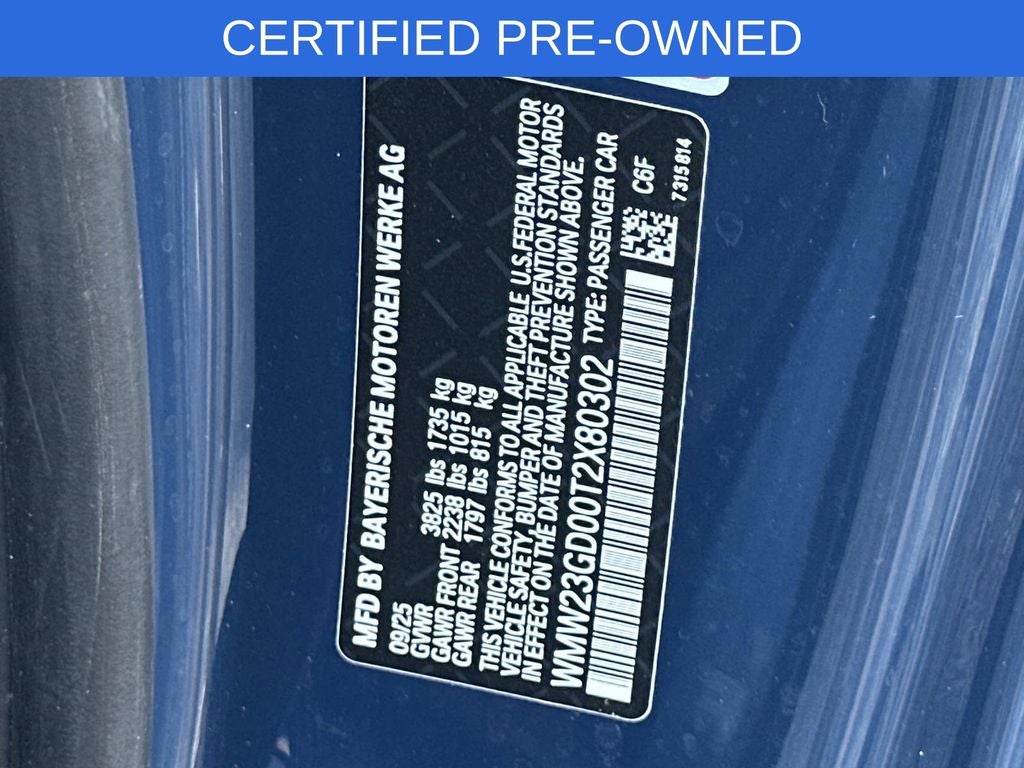 CERTIFIED PRE-OWNED
MFD BY BAYERISCHE MOTOREN WERKE AG
09/25
GVWR 3825 lbs 1735 kg
GAWR FRONT 2238 lbs 1015 kg
GAWR REAR 1797 lbs 815 kg
THIS VEHICLE CONFORMS TO ALL APPLICABLE U.S. FEDERAL MOTOR
VEHICLE SAFETY, BUMPER AND THEFT PREVENTION STANDARDS
IN EFFECT ON THE DATE OF MANUFACTURE SHOWN ABOVE.
WMW23GD00T2X80302 TYPE: PASSENGER CAR
C6F
7315814